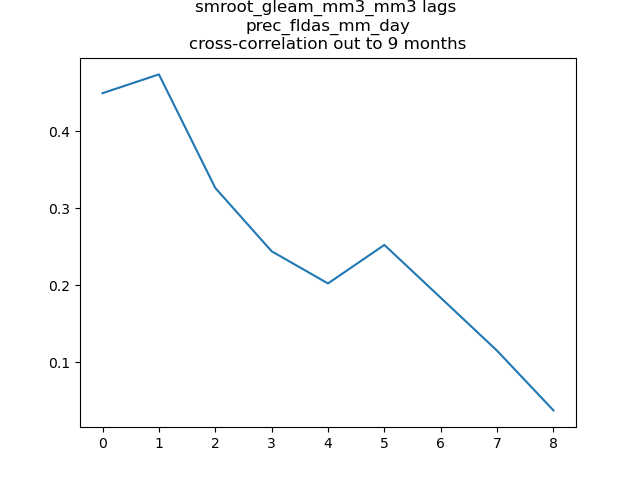 smroot_gleam_mm3_mm3 lags
prec_fldas_mm_day
cross-correlation out to 9 months
0.4
0.3
0.2
0.1
0 1 2 3 4 5 6 7 8